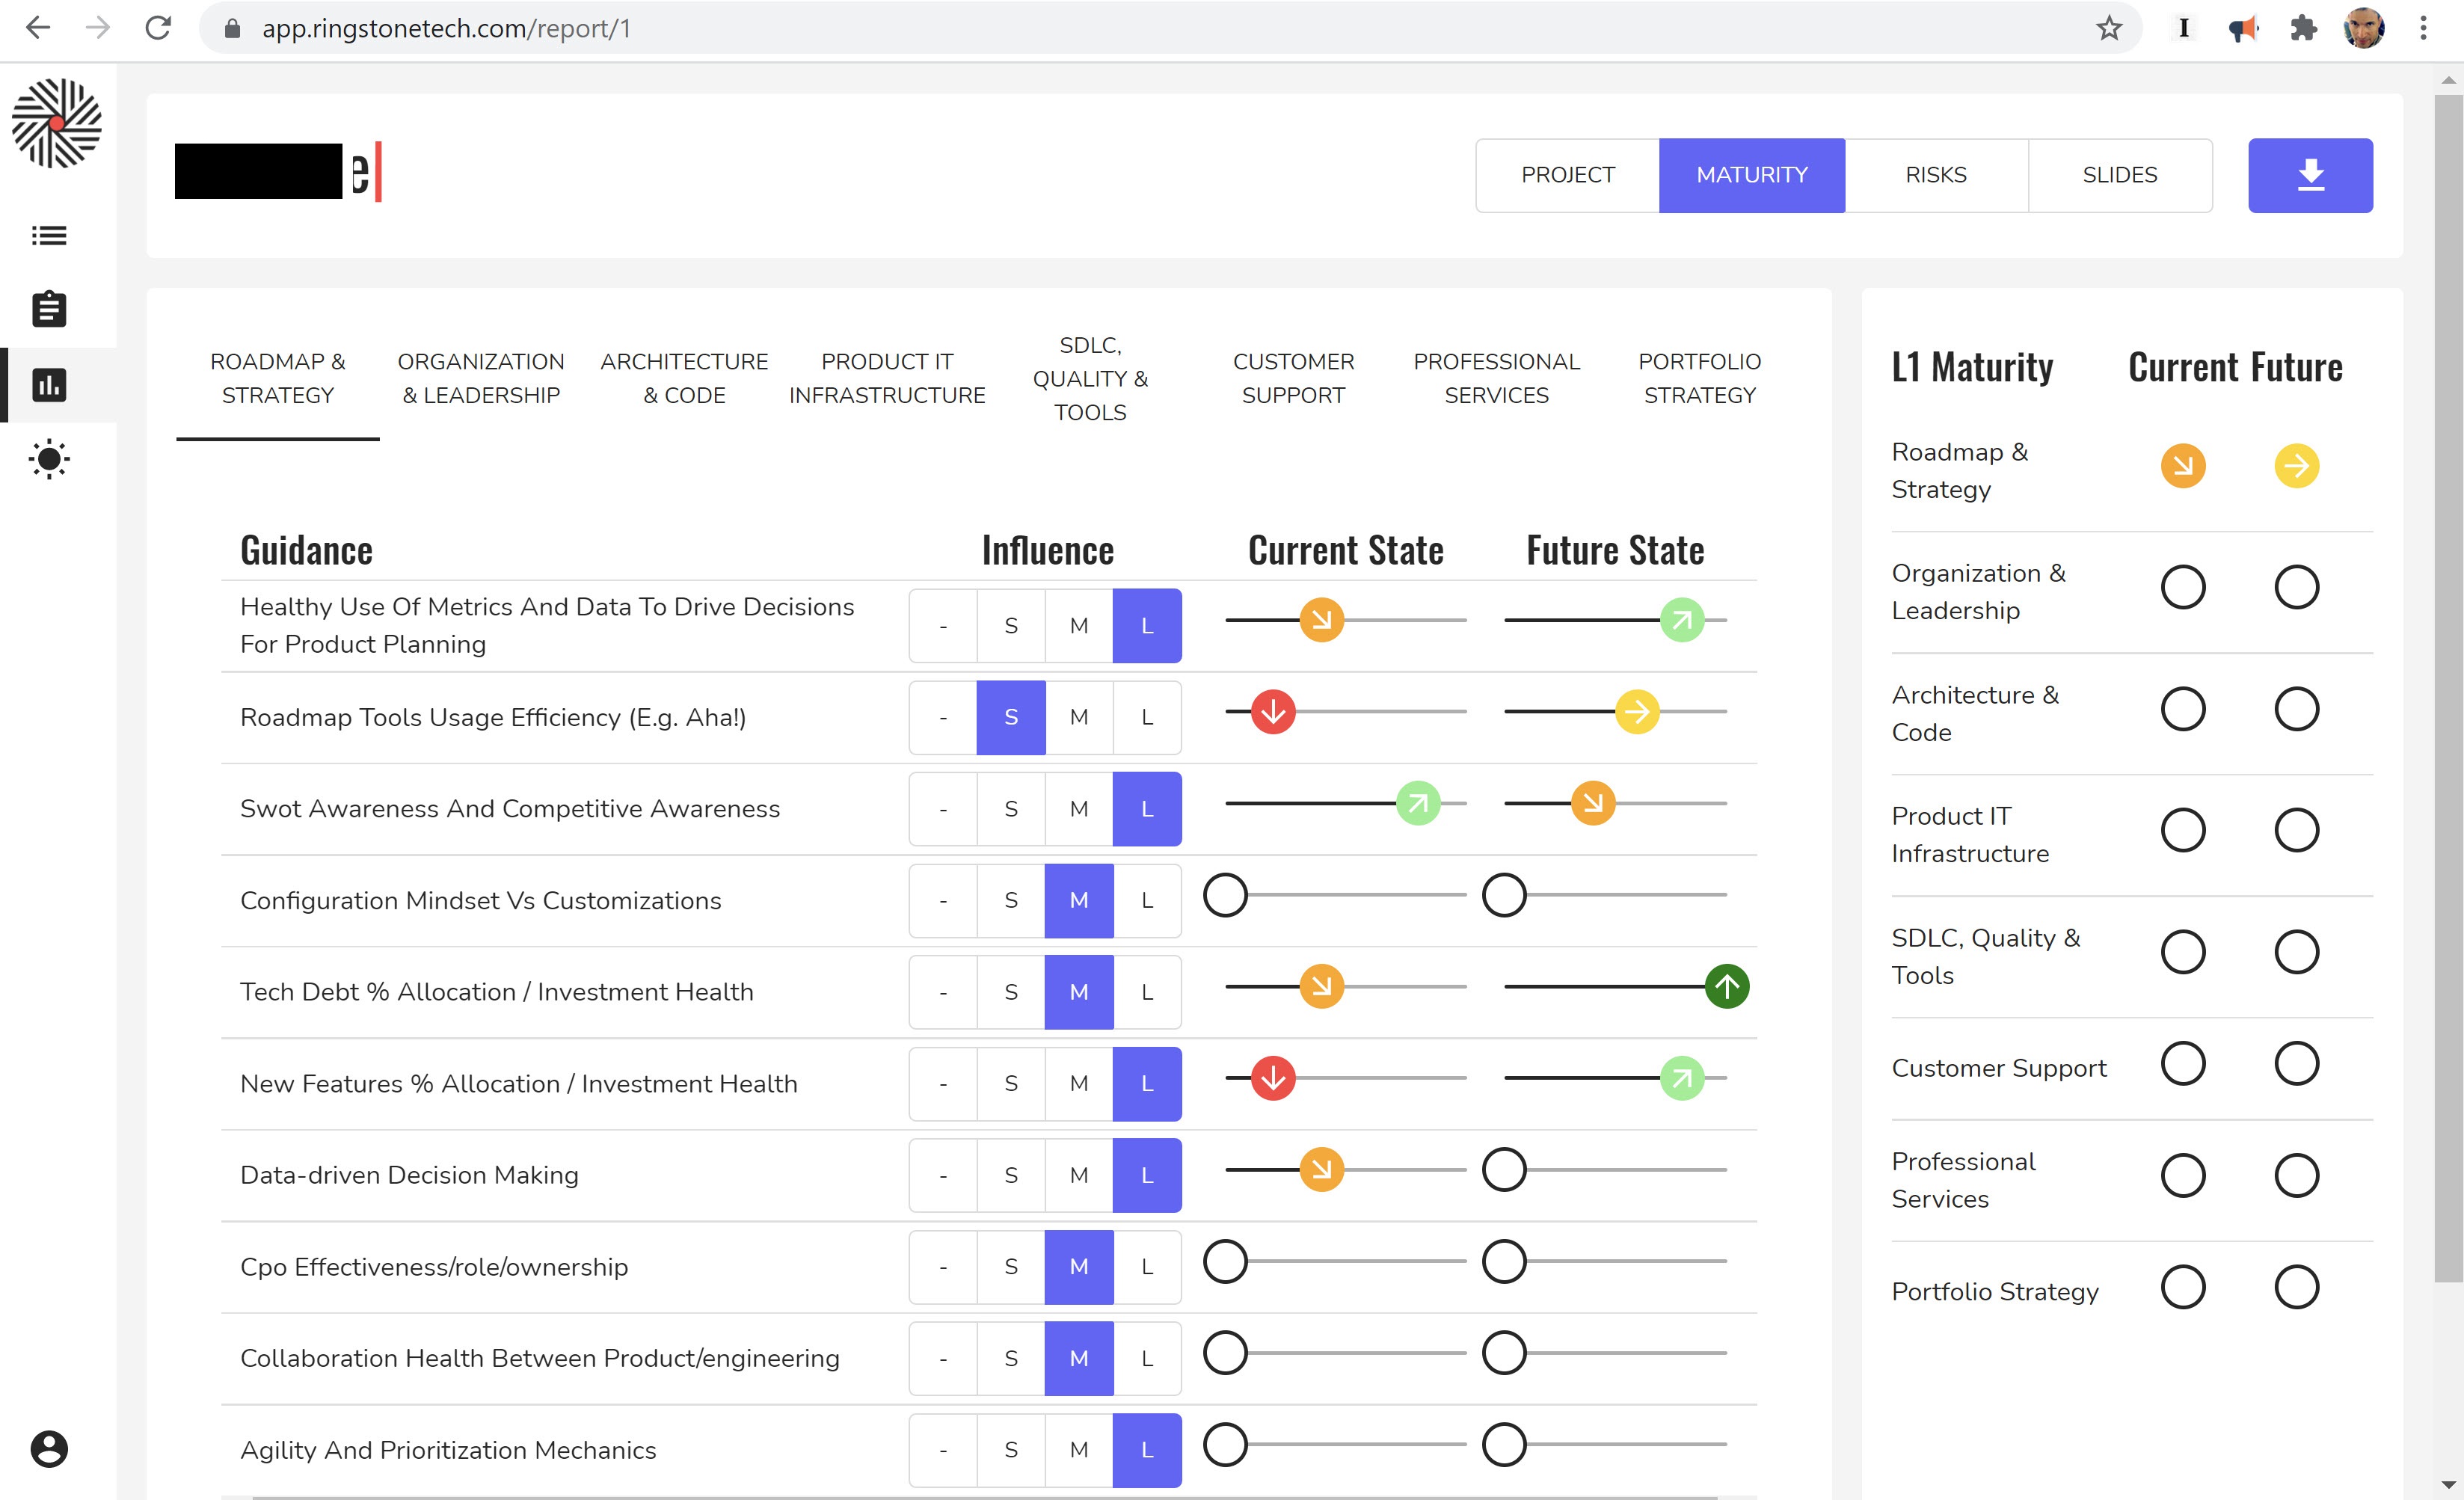 app.ringstonetech.com/report/1
I
e
PROJECT
MATURITY
RISKS
SLIDES
ROADMAP &
STRATEGY
ORGANIZATION
& LEADERSHIP
ARCHITECTURE
& CODE
PRODUCT IT
INFRASTRUCTURE
SDLC,
QUALITY &
TOOLS
CUSTOMER
SUPPORT
PROFESSIONAL
SERVICES
PORTFOLIO
STRATEGY
Guidance Influence Current State Future State
Healthy Use Of Metrics And Data To Drive Decisions
For Product Planning
- S M L
Roadmap Tools Usage Efficiency (E.g. Aha!)
- S M L
Swot Awareness And Competitive Awareness
- S M L
Configuration Mindset Vs Customizations
- S M L
Tech Debt % Allocation / Investment Health
- S M L
New Features % Allocation / Investment Health
- S M L
Data-driven Decision Making
- S M L
Cpo Effectiveness/role/ownership
- S M L
Collaboration Health Between Product/engineering
- S M L
Agility And Prioritization Mechanics
- S M L
L1 Maturity Current Future
Roadmap &
Strategy
Organization &
Leadership
Architecture &
Code
Product IT
Infrastructure
SDLC, Quality &
Tools
Customer Support
Professional
Services
Portfolio Strategy